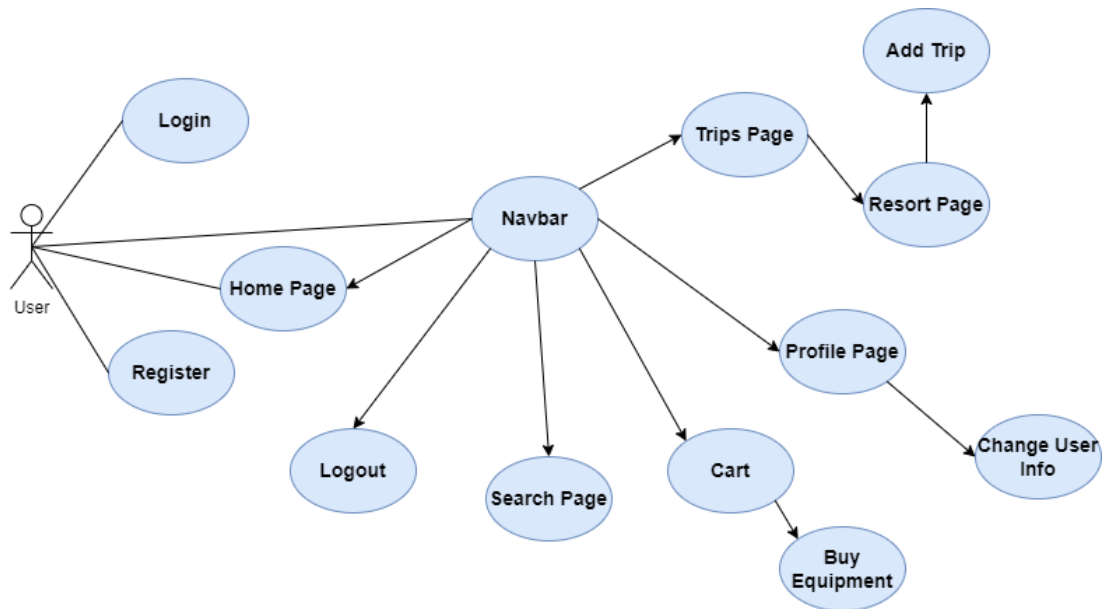 Add Trip
Login
Trips Page
Resort Page
Navbar
User
Home Page
Register
Profile Page
Logout
Search Page
Cart
Change User
Info
Buy
Equipment